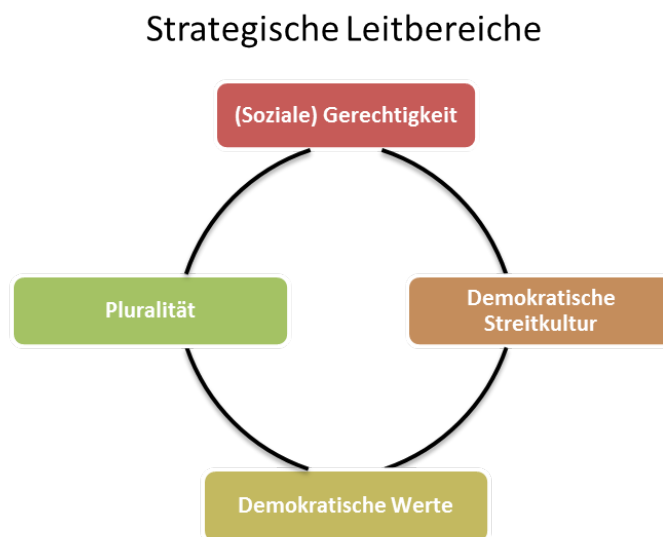 Strategische Leitbereiche
(Soziale) Gerechtigkeit
Pluralität
Demokratische
Streitkultur
Demokratische Werte